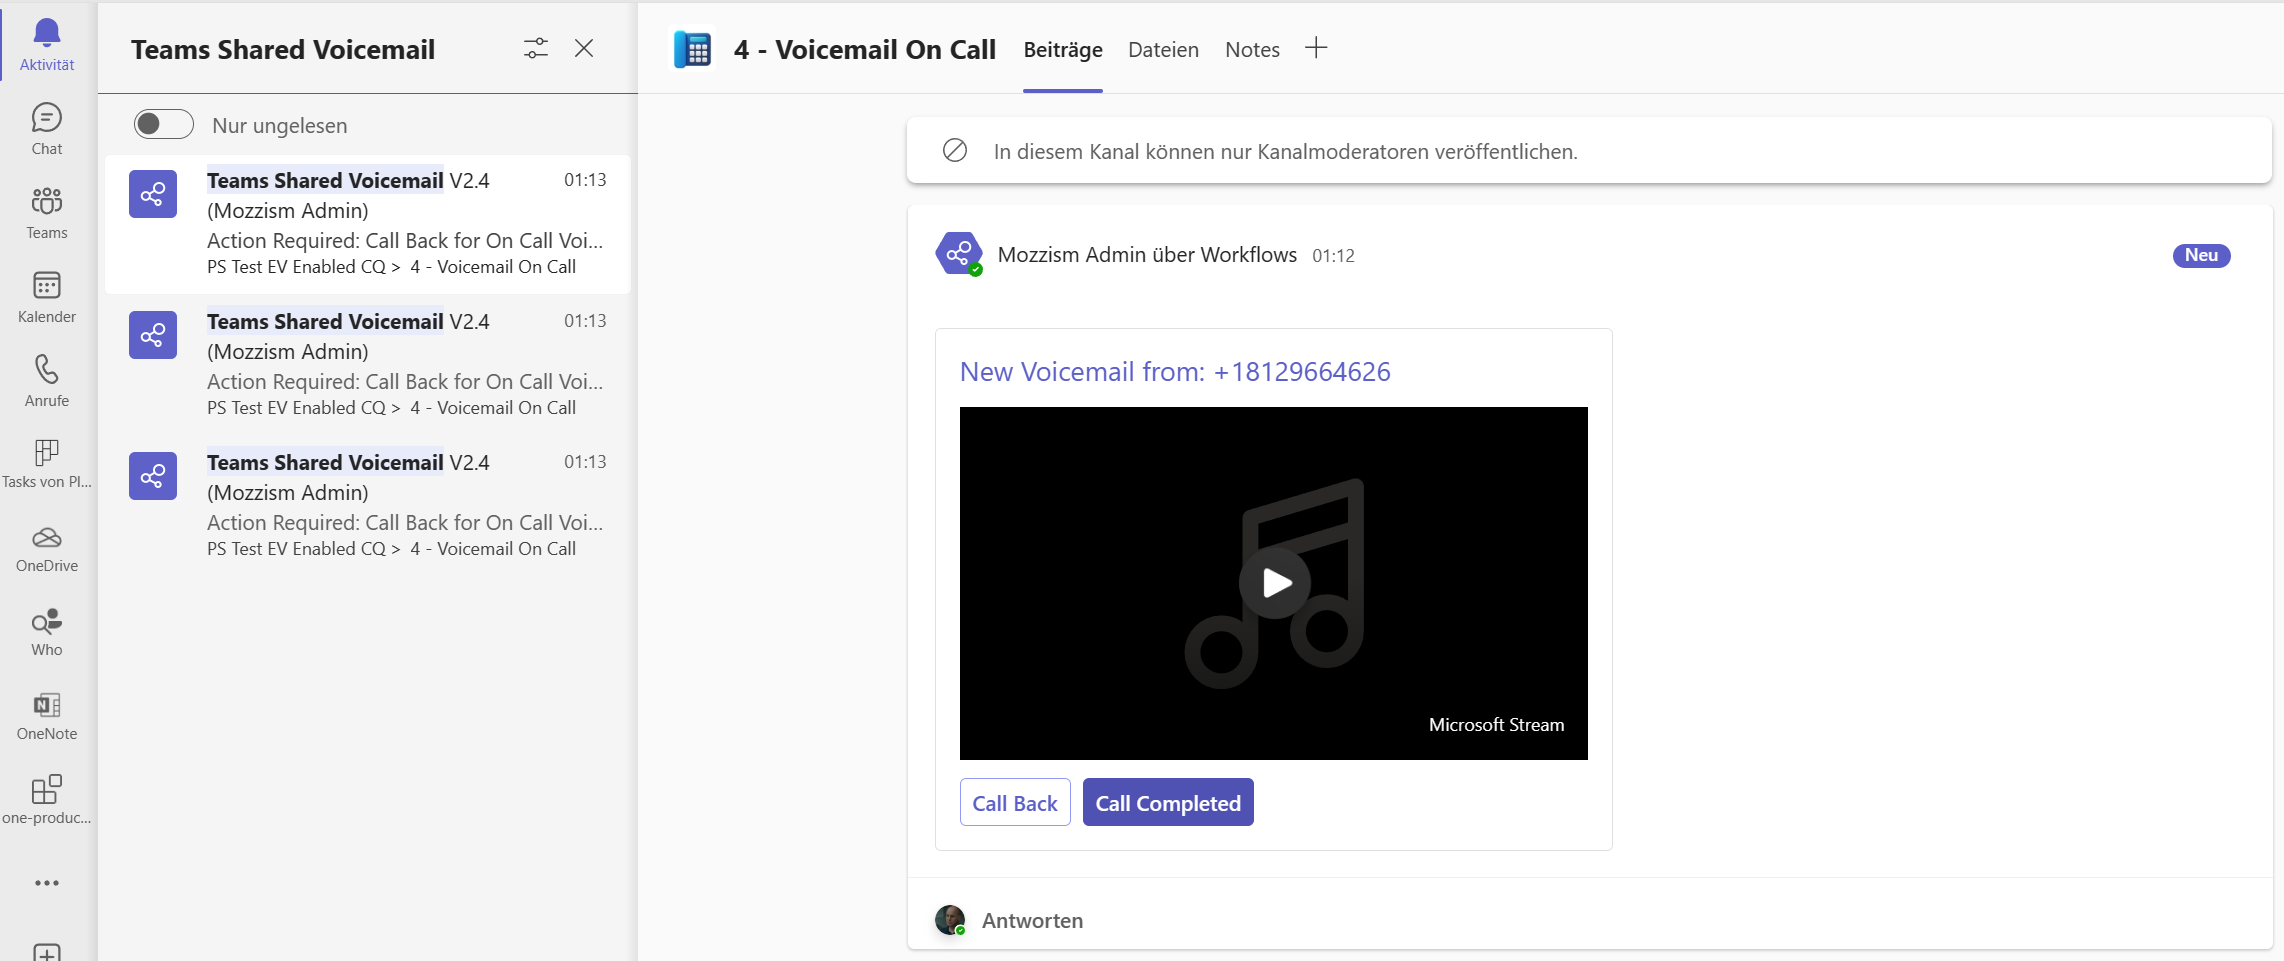 Aktivität
Chat
Teams
Kalender
Anrufe
Tasks von Pl...
OneDrive
Who
OneNote
one-produc...
Teams Shared Voicemail
Nur ungelesen
Teams Shared Voicemail V2.4 01:13
(Mozzism Admin)
Action Required: Call Back for On Call Voi...
PS Test EV Enabled CQ > 4 - Voicemail On Call
Teams Shared Voicemail V2.4 01:13
(Mozzism Admin)
Action Required: Call Back for On Call Voi...
PS Test EV Enabled CQ > 4 - Voicemail On Call
Teams Shared Voicemail V2.4 01:13
(Mozzism Admin)
Action Required: Call Back for On Call Voi...
PS Test EV Enabled CQ > 4 - Voicemail On Call
4 - Voicemail On Call Beiträge Dateien Notes
In diesem Kanal können nur Kanalmoderatoren veröffentlichen.
Mozzism Admin über Workflows 01:12 Neu
New Voicemail from: +18129664626
Microsoft Stream
Call Back Call Completed
Antworten